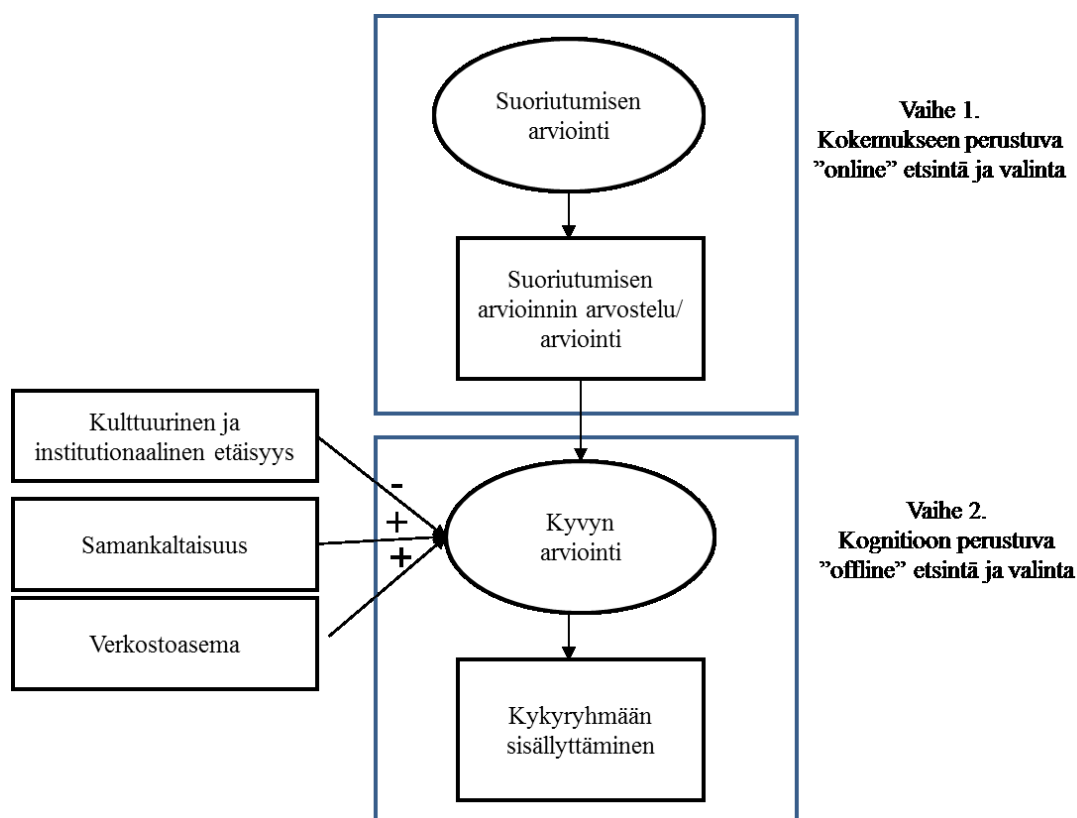 Suoriutumisen
arviointi
Vaihe 1.
Kokemukseen perustuva
”online” etsintä ja valinta
Suoriutumisen
arvioinnin arvostelu/
arviointi
Kulttuurinen ja
institutionaalinen etäisyys
-
Samankaltaisuus
+
Verkostoasema
+
Kyvyn
arviointi
Vaihe 2.
Kognitioon perustuva
”offline” etsintä ja valinta
Kykyryhmään
sisällyttäminen